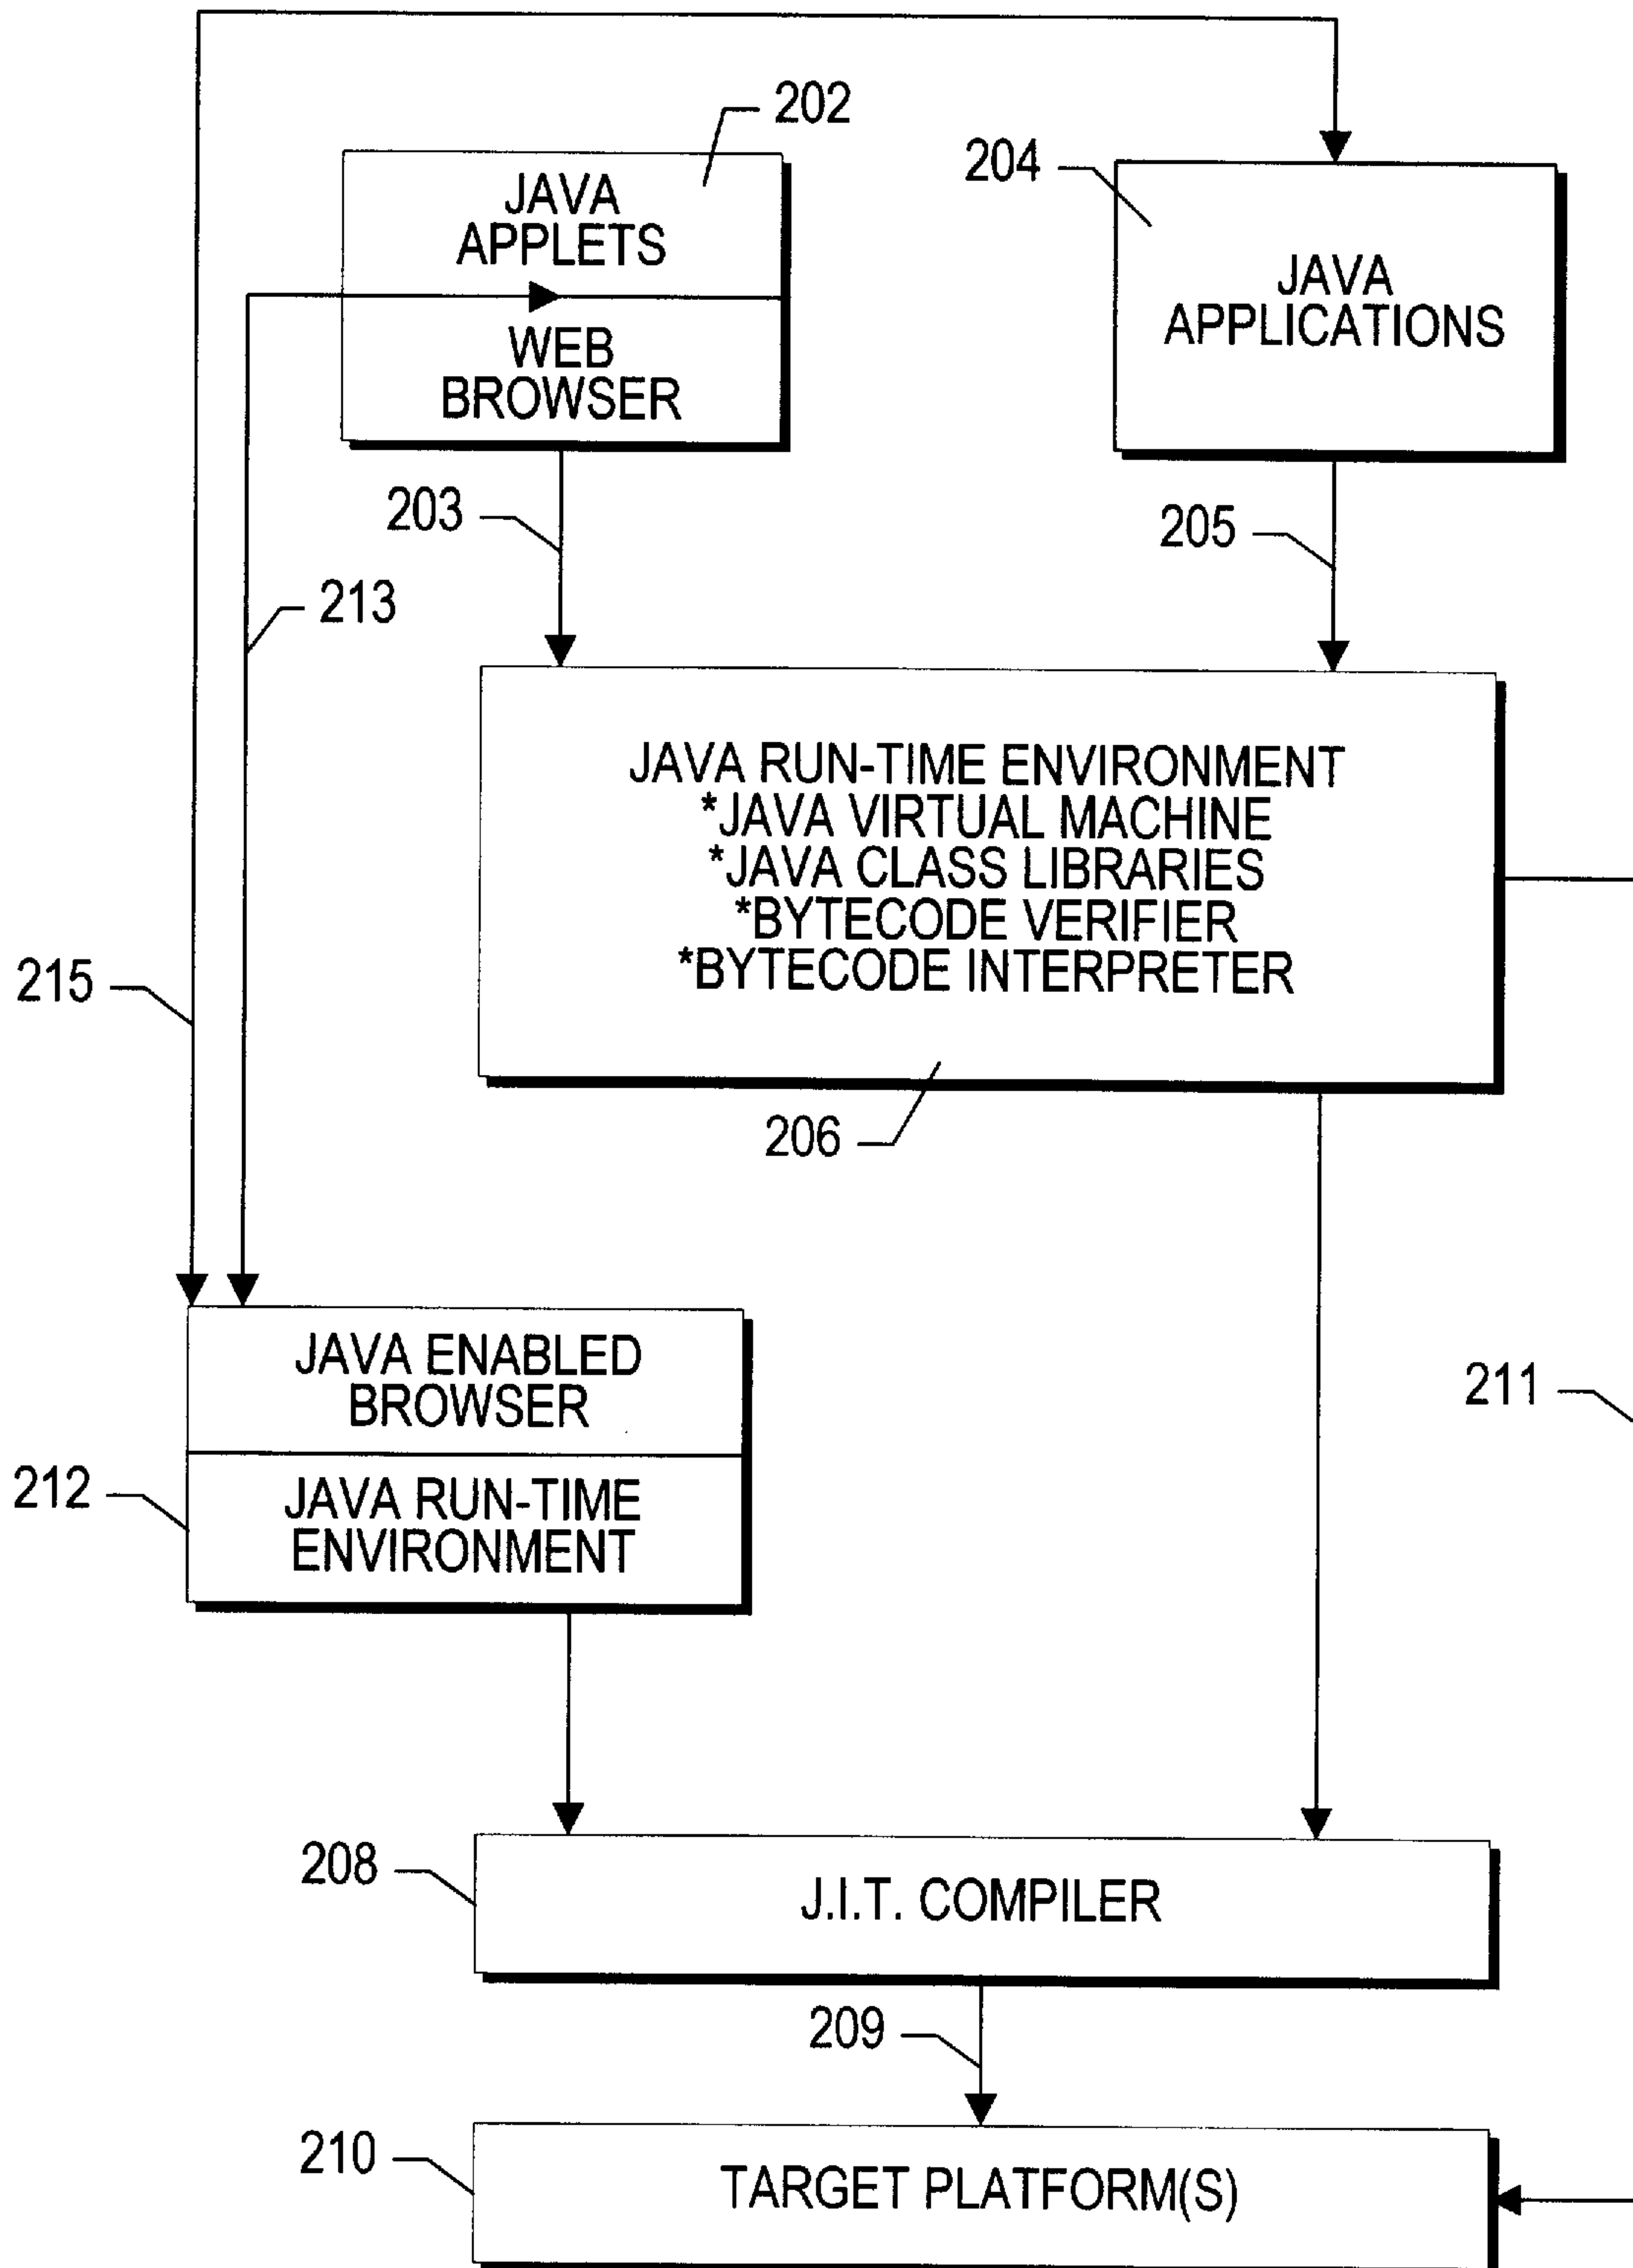 202
JAVA
APPLETS
WEB
BROWSER
204
JAVA
APPLICATIONS
203
205
213
JAVA RUN-TIME ENVIRONMENT
*JAVA VIRTUAL MACHINE
*JAVA CLASS LIBRARIES
*BYTECODE VERIFIER
*BYTECODE INTERPRETER
215
206
JAVA ENABLED
BROWSER
211
212
JAVA RUN-TIME
ENVIRONMENT
208
J.I.T. COMPILER
209
210
TARGET PLATFORM(S)